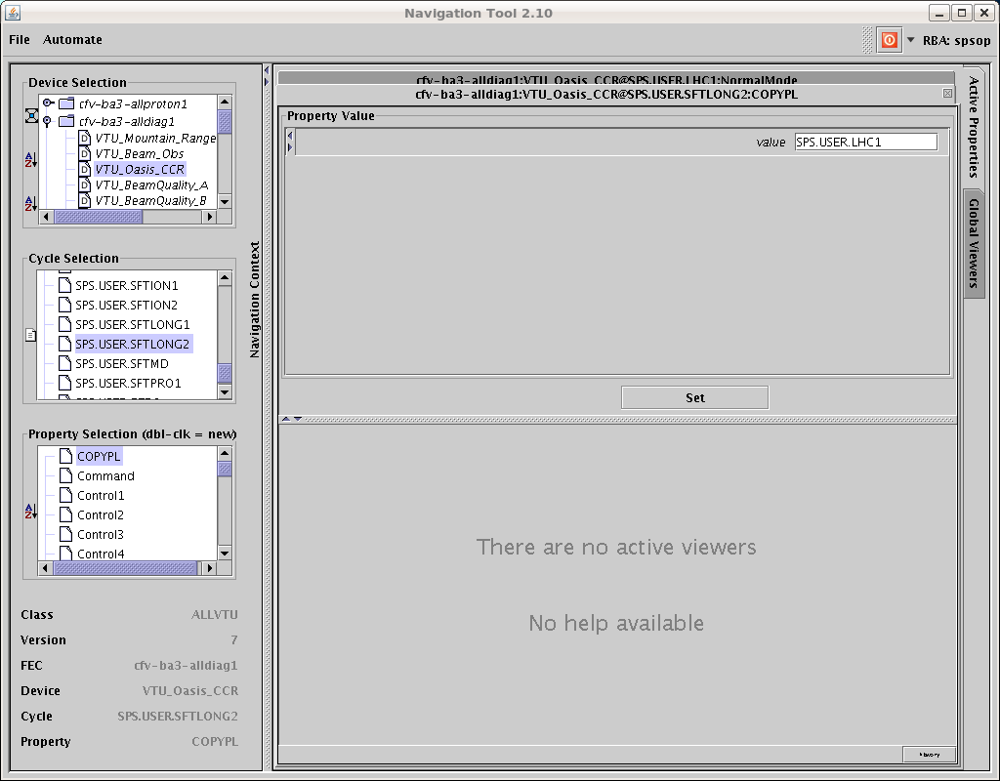 Navigation Tool 2.10
File Automate
RBA: spsop
Device Selection
cfv-ba3-allproton1
cfv-ba3-alldiag1
VTU_Mountain_Range
VTU_Beam_Obs
VTU_Oasis_CCR
VTU_BeamQuality_A
VTU_BeamQuality_B
Cycle Selection
SPS.USER.SFTION1
SPS.USER.SFTION2
SPS.USER.SFTLONG1
SPS.USER.SFTLONG2
SPS.USER.SFTMD
SPS.USER.SFTPRO1
Property Selection (dbl-clk = new)
COPYPL
Command
Control1
Control2
Control3
Control4
Class ALLVTU
Version 7
FEC cfv-ba3-alldiag1
Device VTU_Oasis_CCR
Cycle SPS.USER.SFTLONG2
Property COPYPL
Navigation Context
cfv-ba3-alldiag1:VTU_Oasis_CCR@SPS.USER.LHC1:NormalMode
cfv-ba3-alldiag1:VTU_Oasis_CCR@SPS.USER.SFTLONG2:COPYPL
Property Value
value SPS.USER.LHC1
Set
There are no active viewers
No help available
Active Properties
Global Viewers